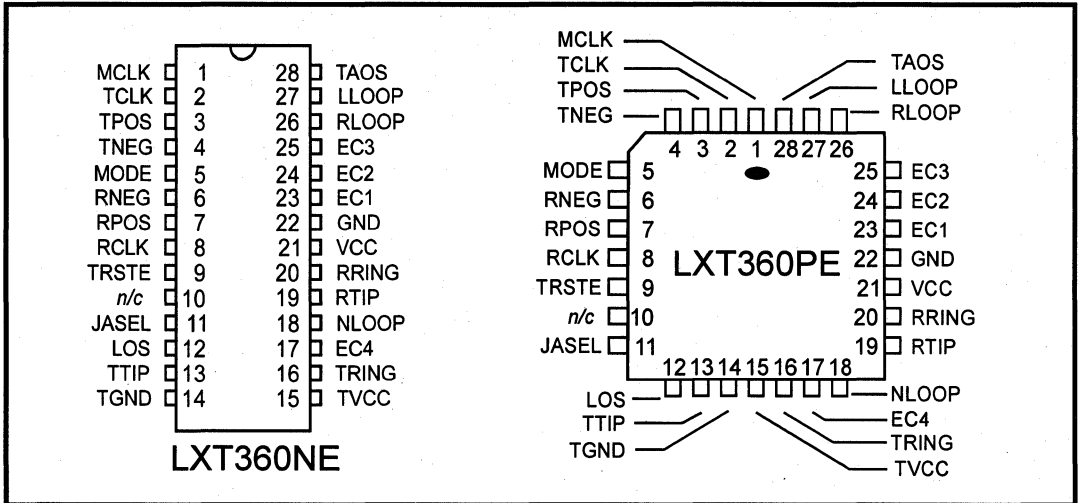 MCLK 1 28 TAOS
TCLK 2 27 LLOOP
TPOS 3 26 RLOOP
TNEG 4 25 EC3
MODE 5 24 EC2
RNEG 6 23 EC1
RPOS 7 22 GND
RCLK 8 21 VCC
TRSTE 9 20 RRING
n/c 10 19 RTIP
JASEL 11 18 NLOOP
LOS 12 17 EC4
TTIP 13 16 TRING
TGND 14 15 TVCC
LXT360NE
MCLK
TCLK
TPOS
TNEG
TAOS
LLOOP
RLOOP
4 3 2 1 28 27 26
MODE 5 25 EC3
RNEG 6 24 EC2
RPOS 7 23 EC1
RCLK 8 LXT360PE 22 GND
TRSTE 9 21 VCC
n/c 10 20 RRING
JASEL 11 19 RTIP
12 13 14 15 16 17 18
LOS
TTIP
TGND
NLOOP
EC4
TRING
TVCC